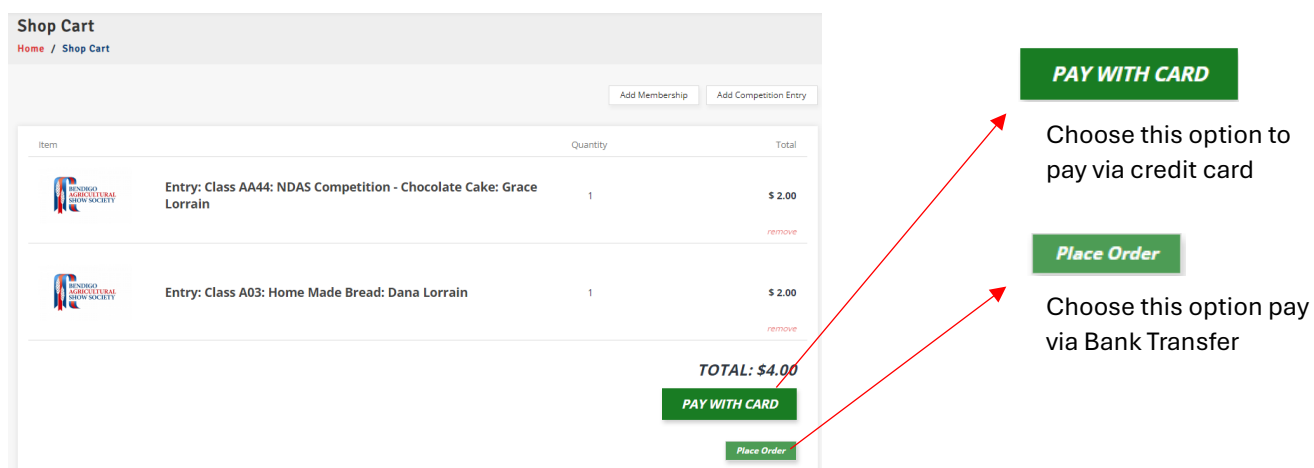 Shop Cart
Home / Shop Cart
Add Membership
Add Competition Entry
Item
Quantity
Total
BENDIGO
AGRICULTURAL
SHOW SOCIETY
Entry: Class AA44: NDAS Competition - Chocolate Cake: Grace
Lorrain
1
$ 2.00
remove
BENDIGO
AGRICULTURAL
SHOW SOCIETY
Entry: Class A03: Home Made Bread: Dana Lorrain
1
$ 2.00
remove
TOTAL: $4.00
PAY WITH CARD
Place Order
PAY WITH CARD
Choose this option to
pay via credit card
Place Order
Choose this option pay
via Bank Transfer